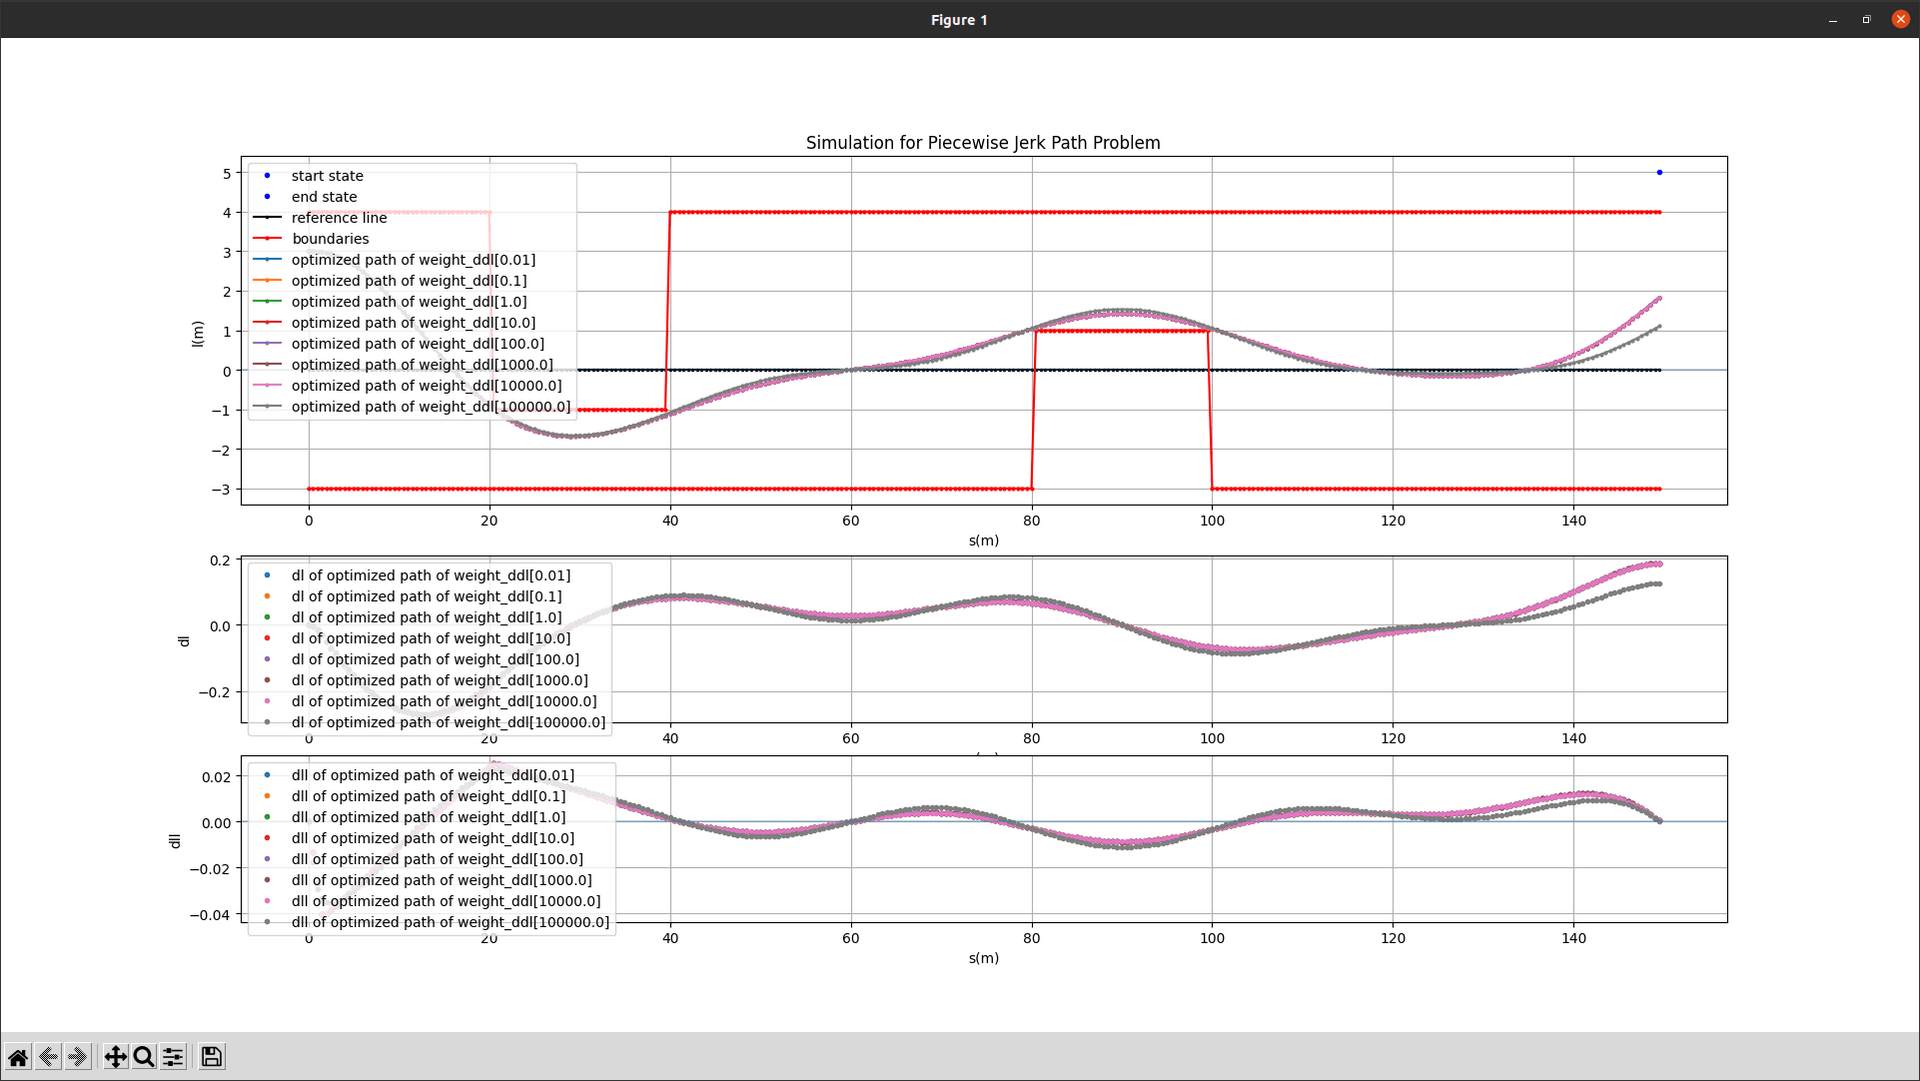 Figure 1
Simulation for Piecewise Jerk Path Problem
l(m)
5
4
3
2
1
0
−1
−2
−3
start state
end state
reference line
boundaries
optimized path of weight_ddl[0.01]
optimized path of weight_ddl[0.1]
optimized path of weight_ddl[1.0]
optimized path of weight_ddl[10.0]
optimized path of weight_ddl[100.0]
optimized path of weight_ddl[1000.0]
optimized path of weight_ddl[10000.0]
optimized path of weight_ddl[100000.0]
0 20 40 60 80 100 120 140
s(m)
dl
0.2
0.0
−0.2
dl of optimized path of weight_ddl[0.01]
dl of optimized path of weight_ddl[0.1]
dl of optimized path of weight_ddl[1.0]
dl of optimized path of weight_ddl[10.0]
dl of optimized path of weight_ddl[100.0]
dl of optimized path of weight_ddl[1000.0]
dl of optimized path of weight_ddl[10000.0]
dl of optimized path of weight_ddl[100000.0]
0 20 40 60 80 100 120 140
dll
0.02
0.00
−0.02
−0.04
dll of optimized path of weight_ddl[0.01]
dll of optimized path of weight_ddl[0.1]
dll of optimized path of weight_ddl[1.0]
dll of optimized path of weight_ddl[10.0]
dll of optimized path of weight_ddl[100.0]
dll of optimized path of weight_ddl[1000.0]
dll of optimized path of weight_ddl[10000.0]
dll of optimized path of weight_ddl[100000.0]
0 20 40 60 80 100 120 140
s(m)